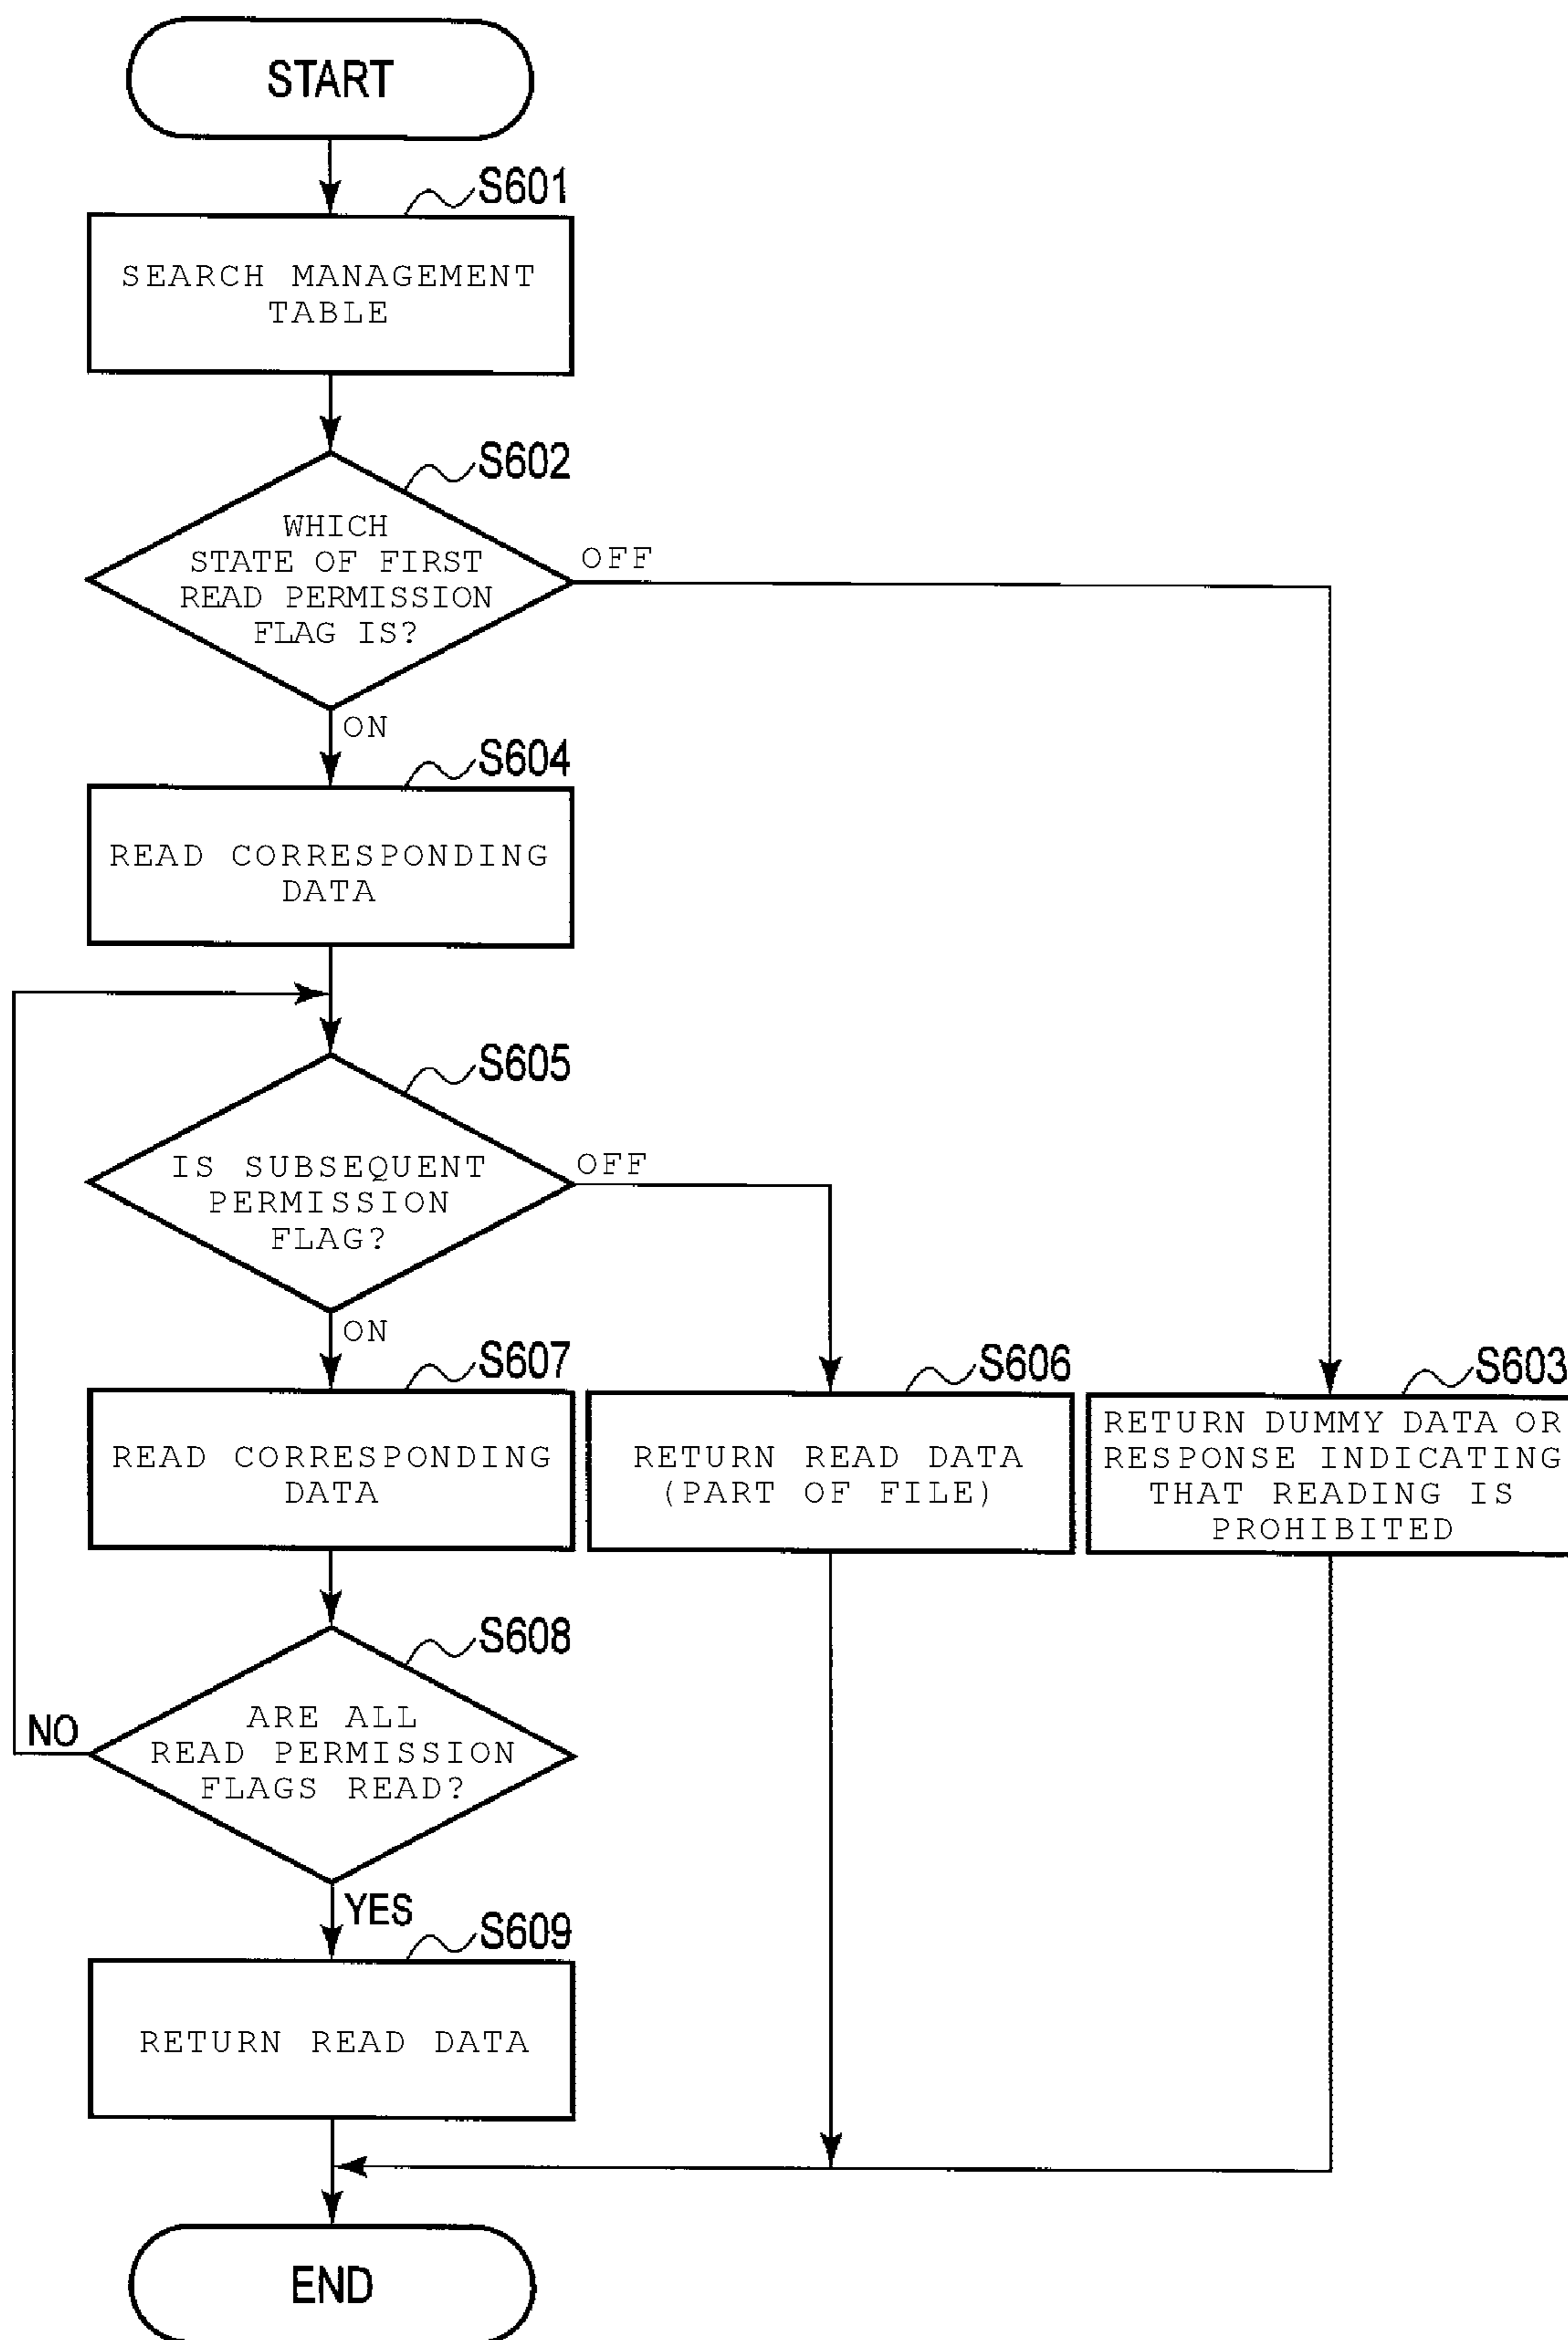 START
S601
SEARCH MANAGEMENT
TABLE
S602
WHICH
STATE OF FIRST
READ PERMISSION
FLAG IS?
OFF
ON
S604
READ CORRESPONDING
DATA
S605
IS SUBSEQUENT
PERMISSION
FLAG?
OFF
ON
S607
READ CORRESPONDING
DATA
S606
RETURN READ DATA
(PART OF FILE)
S603
RETURN DUMMY DATA OR
RESPONSE INDICATING
THAT READING IS
PROHIBITED
S608
ARE ALL
READ PERMISSION
FLAGS READ?
NO
YES
S609
RETURN READ DATA
END